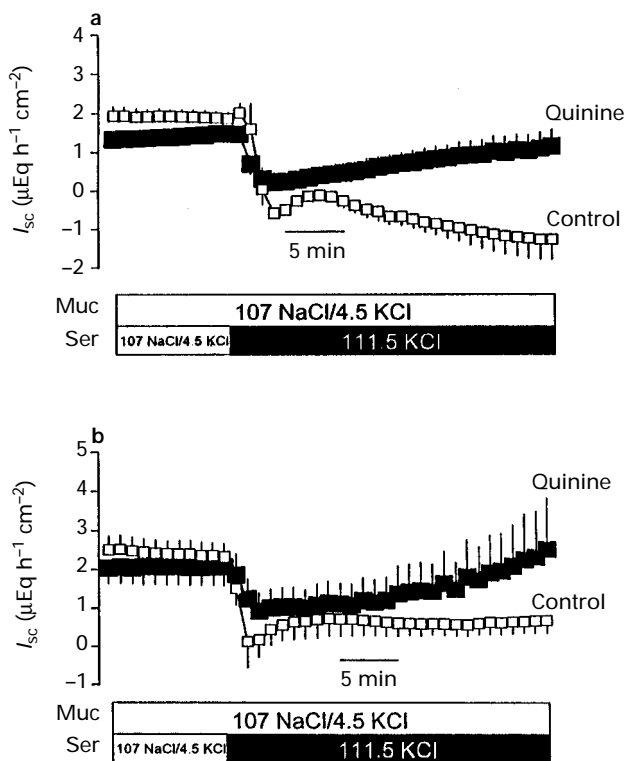 a
4
3
2
1
0
−1
−2
Isc (µEq h−1 cm−2)
Quinine
Control
5 min
Muc 107 NaCl/4.5 KCl
Ser 107 NaCl/4.5 KCl 111.5 KCl
b
5
4
3
2
1
0
−1
Isc (µEq h−1 cm−2)
Quinine
Control
5 min
Muc 107 NaCl/4.5 KCl
Ser 107 NaCl/4.5 KCl 111.5 KCl